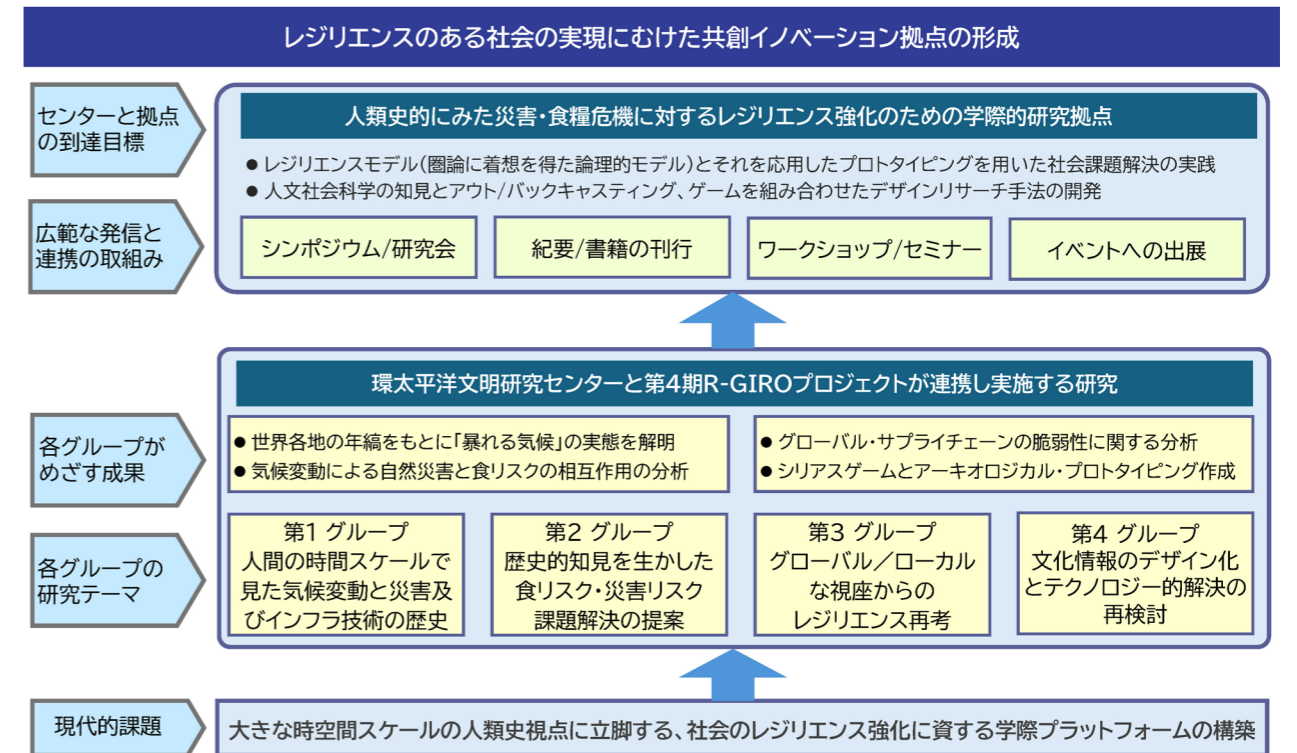 レジリエンスのある社会の実現にむけた共創イノベーション拠点の形成
センターと拠点
の到達目標
人類史的にみた災害・食糧危機に対するレジリエンス強化のための学際的研究拠点
● レジリエンスモデル(圏論に着想を得た論理的モデル)とそれを応用したプロトタイピングを用いた社会課題解決の実践
● 人文社会科学の知見とアウト/バックキャスティング、ゲームを組み合わせたデザインリサーチ手法の開発
広範な発信と
連携の取組み
シンポジウム/研究会
紀要/書籍の刊行
ワークショップ/セミナー
イベントへの出展
環太平洋文明研究センターと第4期R-GIROプロジェクトが連携し実施する研究
各グループが
めざす成果
● 世界各地の年縞をもとに「暴れる気候」の実態を解明
● 気候変動による自然災害と食リスクの相互作用の分析
● グローバル・サプライチェーンの脆弱性に関する分析
● シリアスゲームとアーキオロジカル・プロトタイピング作成
各グループの
研究テーマ
第1 グループ
人間の時間スケールで
見た気候変動と災害及
びインフラ技術の歴史
第2 グループ
歴史的知見を生かした
食リスク・災害リスク
課題解決の提案
第3 グループ
グローバル／ローカル
な視座からの
レジリエンス再考
第4 グループ
文化情報のデザイン化
とテクノロジー的解決の
再検討
現代的課題
大きな時空間スケールの人類史視点に立脚する、社会のレジリエンス強化に資する学際プラットフォームの構築